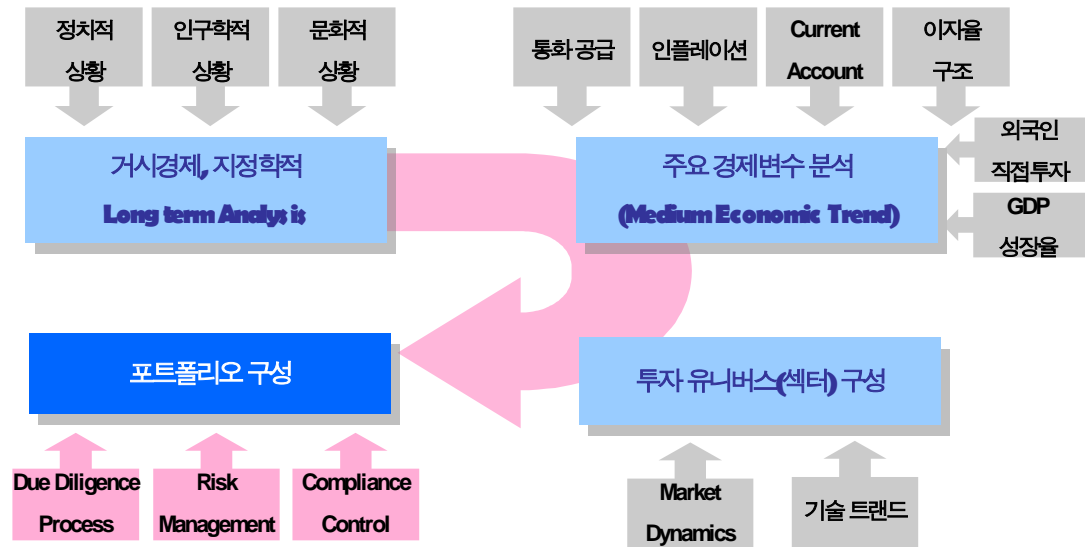 정치적
상황
인구학적
상황
문화적
상황
통화 공급
인플레이션
Current
Account
이자율
구조
외국인
직접투자
GDP
성장율
거시경제, 지정학적
Long term Analysis
주요 경제변수 분석
(Medium Economic Trend)
포트폴리오 구성
투자 유니버스(섹터) 구성
Due Diligence
Process
Risk
Management
Compliance
Control
Market
Dynamics
기술 트랜드